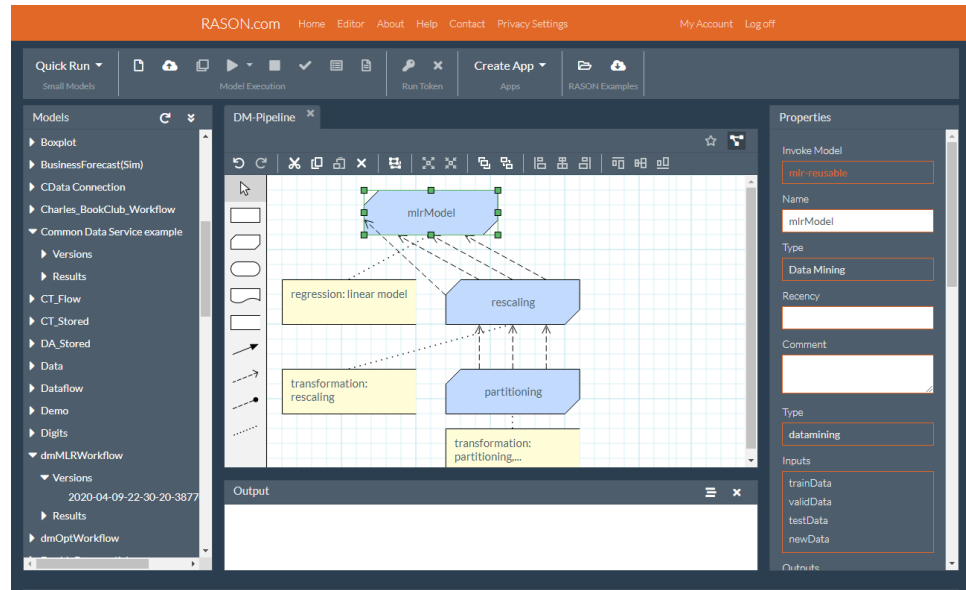 RASON.com Home Editor About Help Contact Privacy Settings My Account Log off
Quick Run Create App
Small Models Model Execution Run Token Apps RASON Examples
Models
Boxplot
BusinessForecast(Sim)
CData Connection
Charles_BookClub_Workflow
Common Data Service example
Versions
Results
CT_Flow
CT_Stored
DA_Stored
Data
Dataflow
Demo
Digits
dmMLRWorkflow
Versions
2020-04-09-22-30-20-3877
Results
dmOptWorkflow
DM-Pipeline
mlrModel
regression: linear model
rescaling
transformation:
rescaling
partitioning
transformation:
partitioning,...
Output
Properties
Invoke Model
mlr-reusable
Name
mlrModel
Type
Data Mining
Recency
Comment
Type
datamining
Inputs
trainData
validData
testData
newData
Outputs